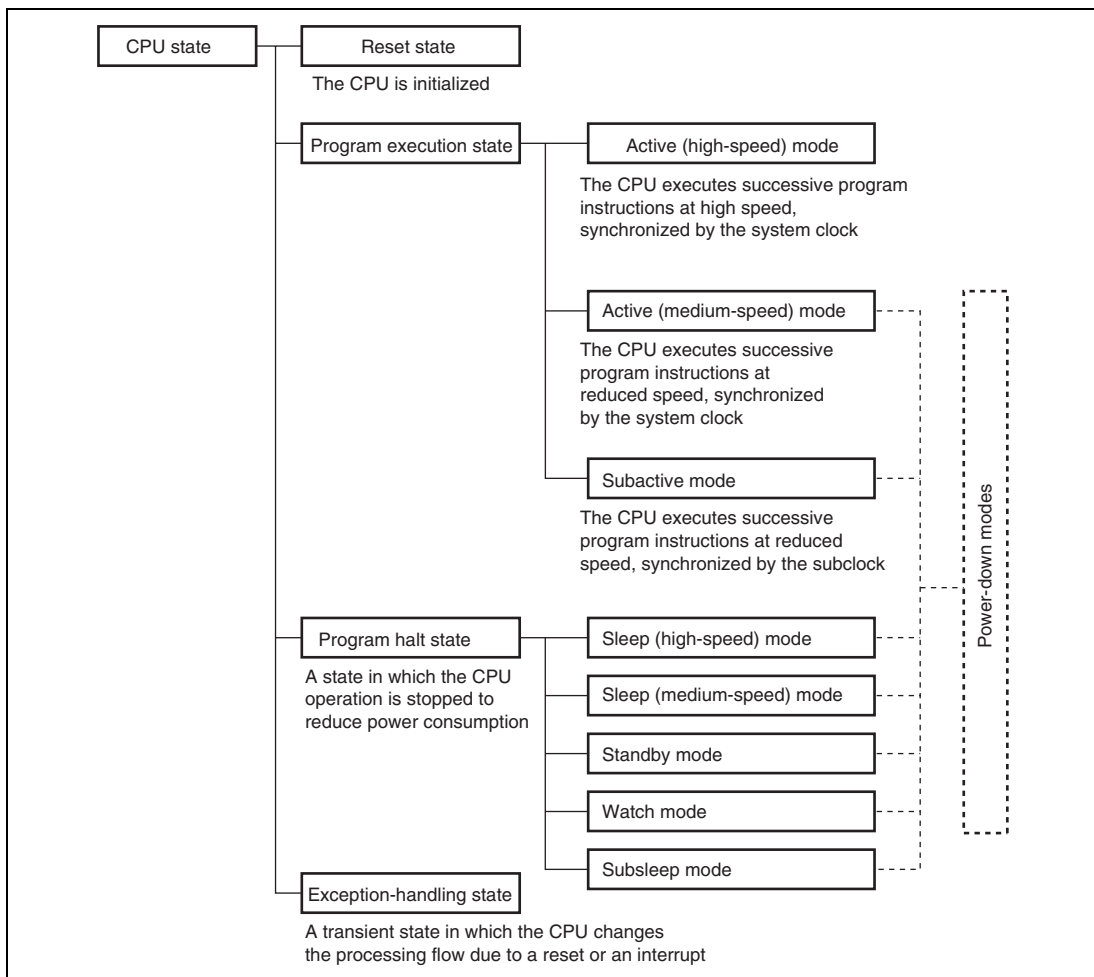 CPU state
Reset state
The CPU is initialized
Program execution state
Active (high-speed) mode
The CPU executes successive program
instructions at high speed,
synchronized by the system clock
Active (medium-speed) mode
The CPU executes successive
program instructions at
reduced speed, synchronized
by the system clock
Subactive mode
The CPU executes successive
program instructions at reduced
speed, synchronized by the subclock
Power-down modes
Program halt state
A state in which the CPU
operation is stopped to
reduce power consumption
Sleep (high-speed) mode
Sleep (medium-speed) mode
Standby mode
Watch mode
Subsleep mode
Exception-handling state
A transient state in which the CPU changes
the processing flow due to a reset or an interrupt